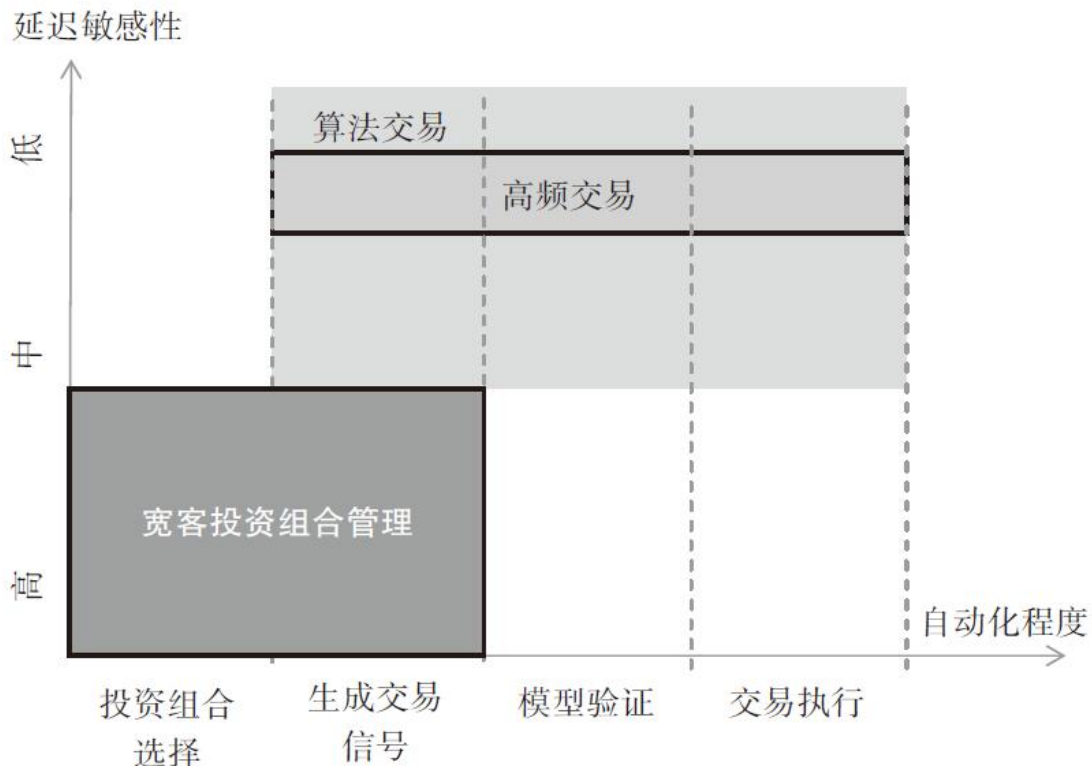 延迟敏感性
低
算法交易
高频交易
中
宽客投资组合管理
高
自动化程度
投资组合
选择
生成交易
信号
模型验证
交易执行